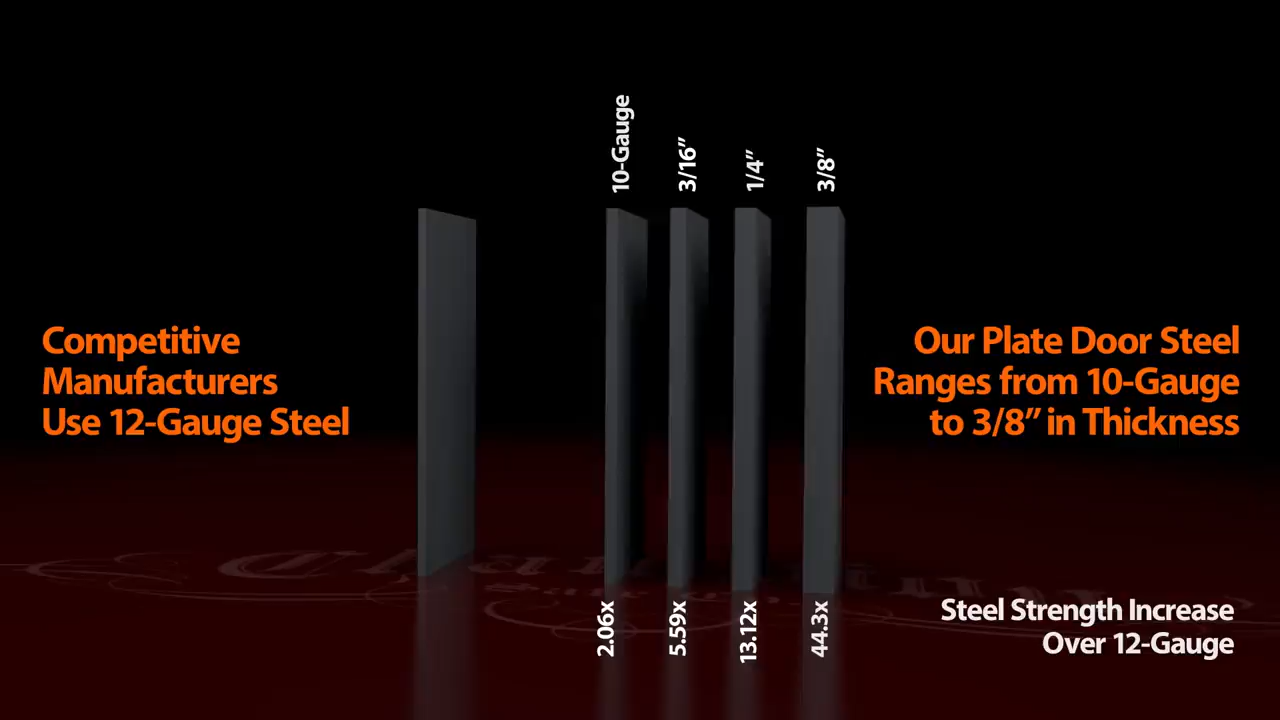 10-Gauge
3/16”
1/4”
3/8”
Competitive
Manufacturers
Use 12-Gauge Steel
Our Plate Door Steel
Ranges from 10-Gauge
to 3/8” in Thickness
2.06x
5.59x
13.12x
44.3x
Steel Strength Increase
Over 12-Gauge